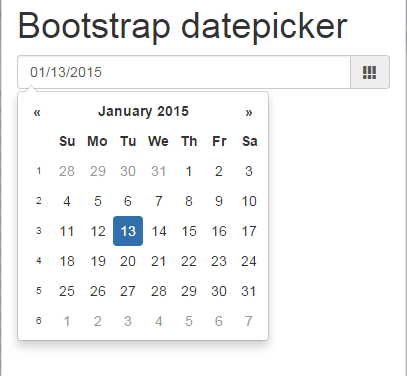 Bootstrap datepicker
01/13/2015
« January 2015 »
Su Mo Tu We Th Fr Sa
1 28 29 30 31 1 2 3
2 4 5 6 7 8 9 10
3 11 12 13 14 15 16 17
4 18 19 20 21 22 23 24
5 25 26 27 28 29 30 31
6 1 2 3 4 5 6 7